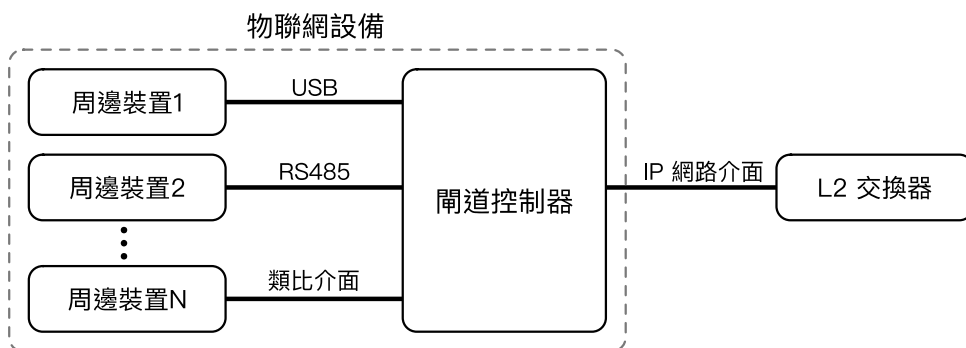 物聯網設備
周邊裝置1
USB
周邊裝置2
RS485
周邊裝置N
類比介面
閘道控制器
IP 網路介面
L2 交換器